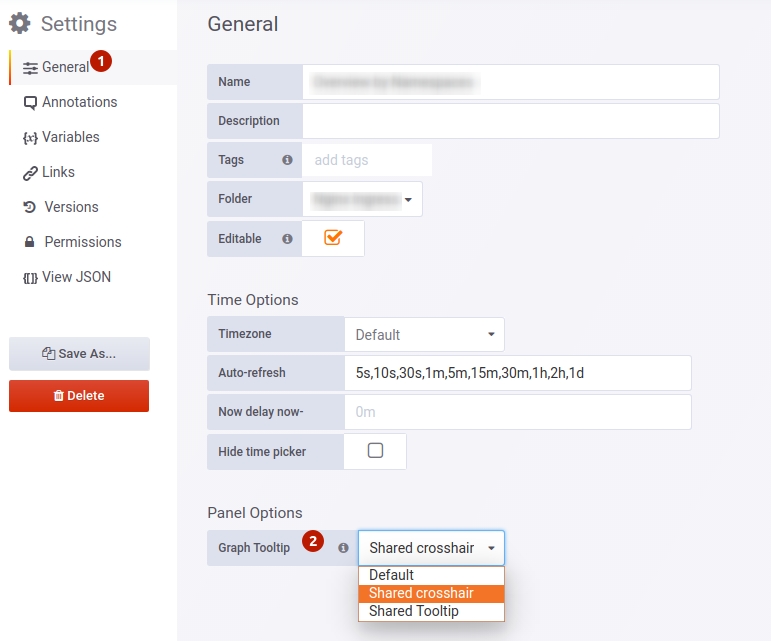 Settings
General 1
Annotations
{x} Variables
Links
Versions
Permissions
View JSON
Save As...
Delete
General
Name
Description
Tags add tags
Folder
Editable
Time Options
Timezone Default
Auto-refresh 5s,10s,30s,1m,5m,15m,30m,1h,2h,1d
Now delay now- 0m
Hide time picker
Panel Options
Graph Tooltip 2 Shared crosshair
Default
Shared crosshair
Shared Tooltip